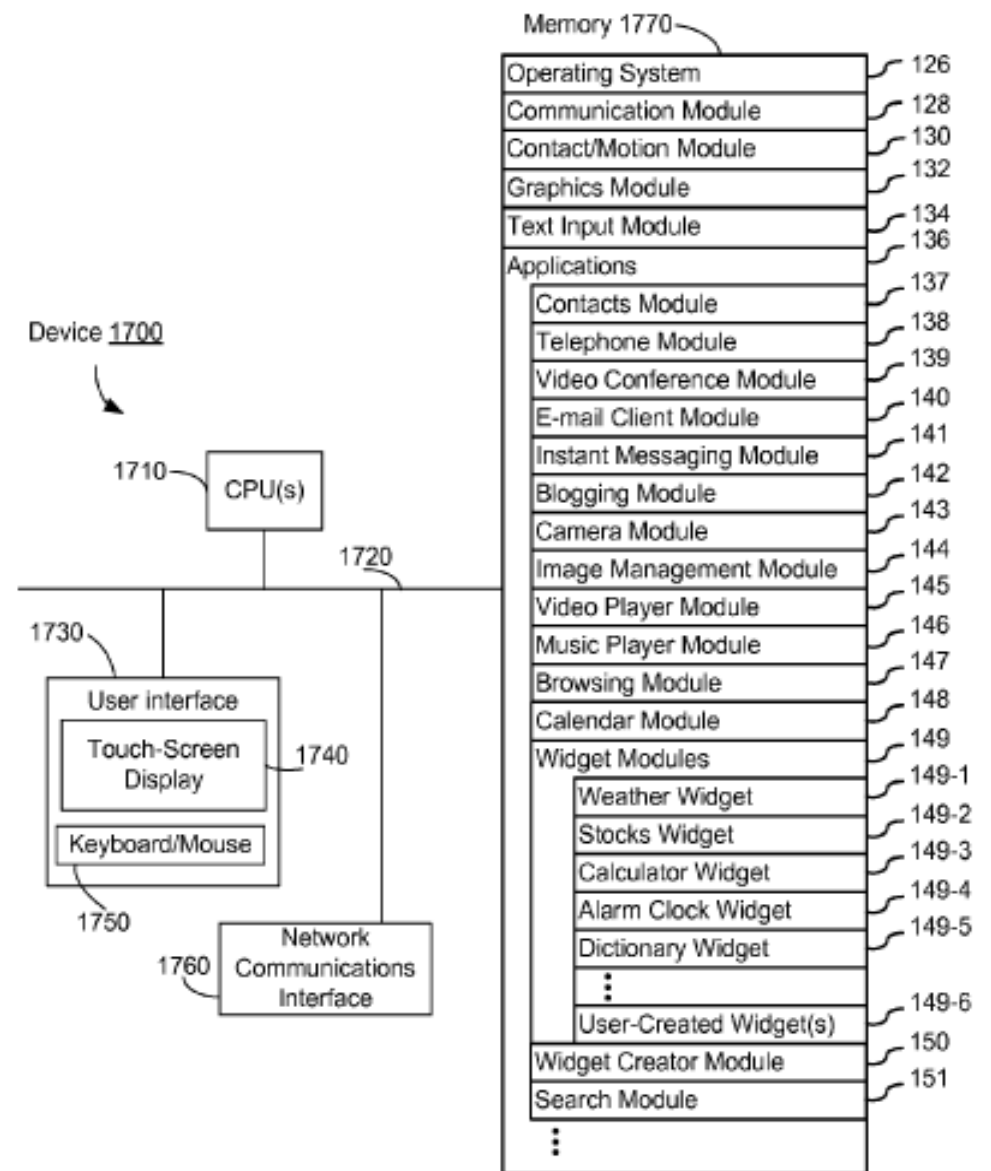 Memory 1770
Operating System 126
Communication Module 128
Contact/Motion Module 130
Graphics Module 132
Text Input Module 134
Applications 136
Contacts Module 137
Telephone Module 138
Video Conference Module 139
E-mail Client Module 140
Instant Messaging Module 141
Blogging Module 142
Camera Module 143
Image Management Module 144
Video Player Module 145
Music Player Module 146
Browsing Module 147
Calendar Module 148
Widget Modules 149
Weather Widget 149-1
Stocks Widget 149-2
Calculator Widget 149-3
Alarm Clock Widget 149-4
Dictionary Widget 149-5
User-Created Widget(s) 149-6
Widget Creator Module 150
Search Module 151
Device 1700
1710
CPU(s)
1720
1730
User interface
Touch-Screen
Display
1740
Keyboard/Mouse
1750
Network
Communications
Interface
1760